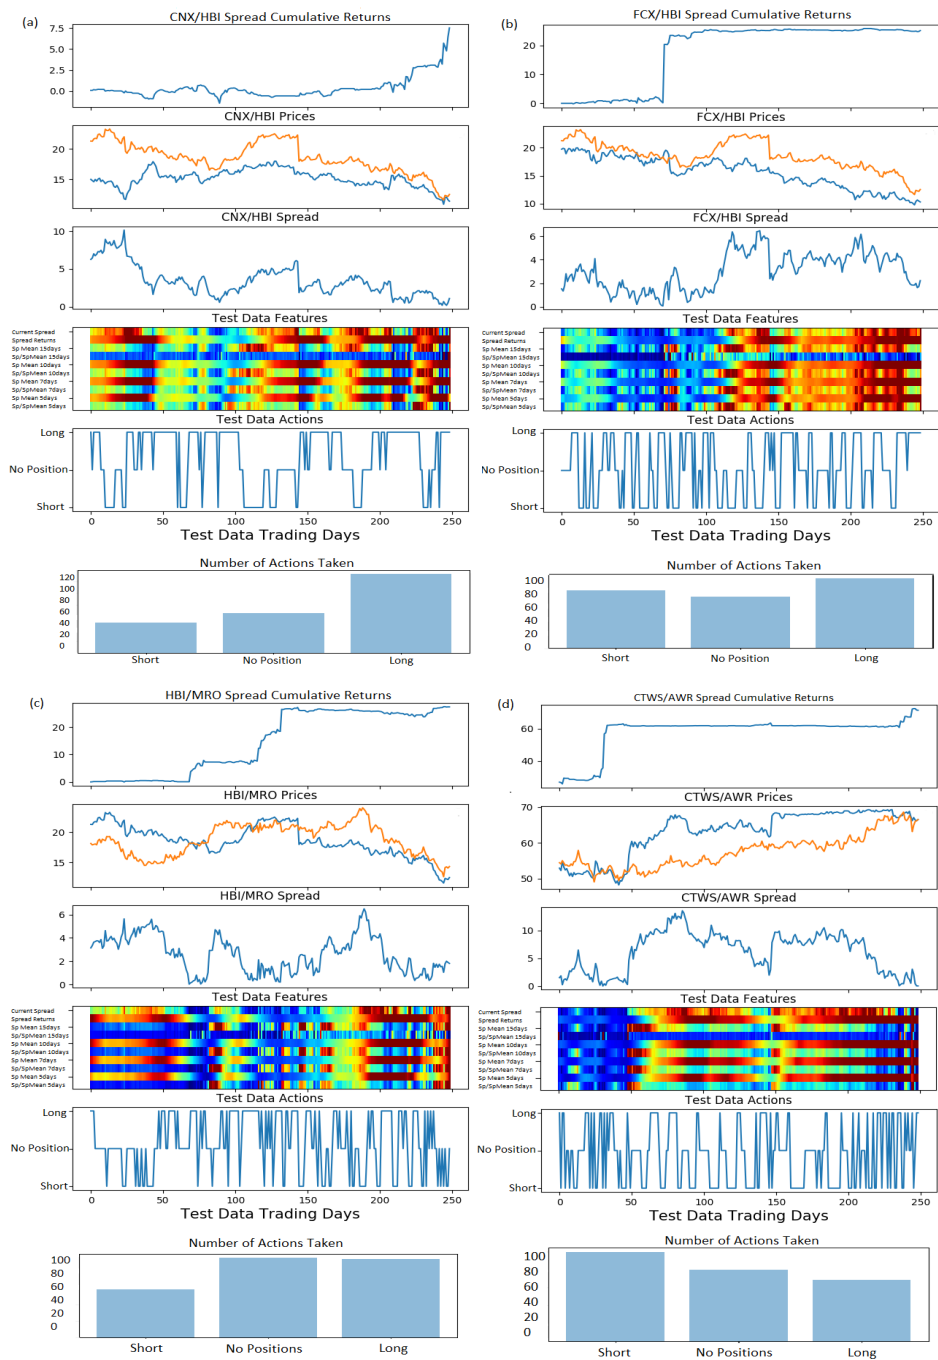 (a)
CNX/HBI Spread Cumulative Returns
7.5
5.0
2.5
0.0
CNX/HBI Prices
20
15
CNX/HBI Spread
10
5
0
Test Data Features
Current Spread
Spread Returns
Sp Mean 15days
Sp/SpMean 15days
Sp Mean 10days
Sp/SpMean 10days
Sp Mean 7days
Sp/SpMean 7days
Sp Mean 5days
Sp/SpMean 5days
Test Data Actions
Long
No Position
Short
0 50 100 150 200 250
Test Data Trading Days
Number of Actions Taken
120
100
80
60
40
20
0
Short No Position Long
(b)
FCX/HBI Spread Cumulative Returns
20
10
0
FCX/HBI Prices
20
15
10
FCX/HBI Spread
6
4
2
0
Test Data Features
Current Spread
Spread Returns
Sp Mean 15days
Sp/SpMean 15days
Sp Mean 10days
Sp/SpMean 10days
Sp Mean 7days
Sp/SpMean 7days
Sp Mean 5days
Sp/SpMean 5days
Test Data Actions
Long
No Position
Short
0 50 100 150 200 250
Test Data Trading Days
Number of Actions Taken
100
80
60
40
20
0
Short No Position Long
(c)
HBI/MRO Spread Cumulative Returns
20
10
0
HBI/MRO Prices
20
15
HBI/MRO Spread
6
4
2
0
Test Data Features
Current Spread
Spread Returns
Sp Mean 15days
Sp/SpMean 15days
Sp Mean 10days
Sp/SpMean 10days
Sp Mean 7days
Sp/SpMean 7days
Sp Mean 5days
Sp/SpMean 5days
Test Data Actions
Long
No Position
Short
0 50 100 150 200 250
Test Data Trading Days
Number of Actions Taken
100
80
60
40
20
0
Short No Positions Long
(d)
CTWS/AWR Spread Cumulative Returns
60
40
CTWS/AWR Prices
70
60
50
CTWS/AWR Spread
10
5
0
Test Data Features
Current Spread
Spread Returns
Sp Mean 15days
Sp/SpMean 15days
Sp Mean 10days
Sp/SpMean 10days
Sp Mean 7days
Sp/SpMean 7days
Sp Mean 5days
Sp/SpMean 5days
Test Data Actions
Long
No Position
Short
0 50 100 150 200 250
Test Data Trading Days
Number of Actions Taken
100
80
60
40
20
0
Short No Positions Long